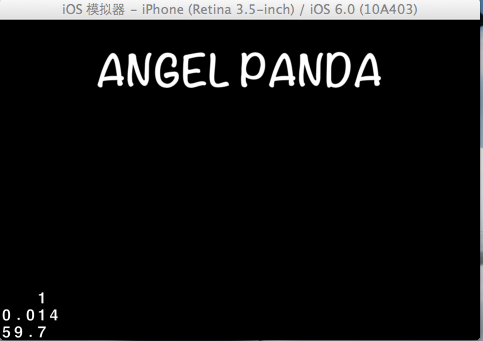 iOS 模拟器 - iPhone (Retina 3.5-inch) / iOS 6.0 (10A403)
ANGEL PANDA
1
0.014
59.7